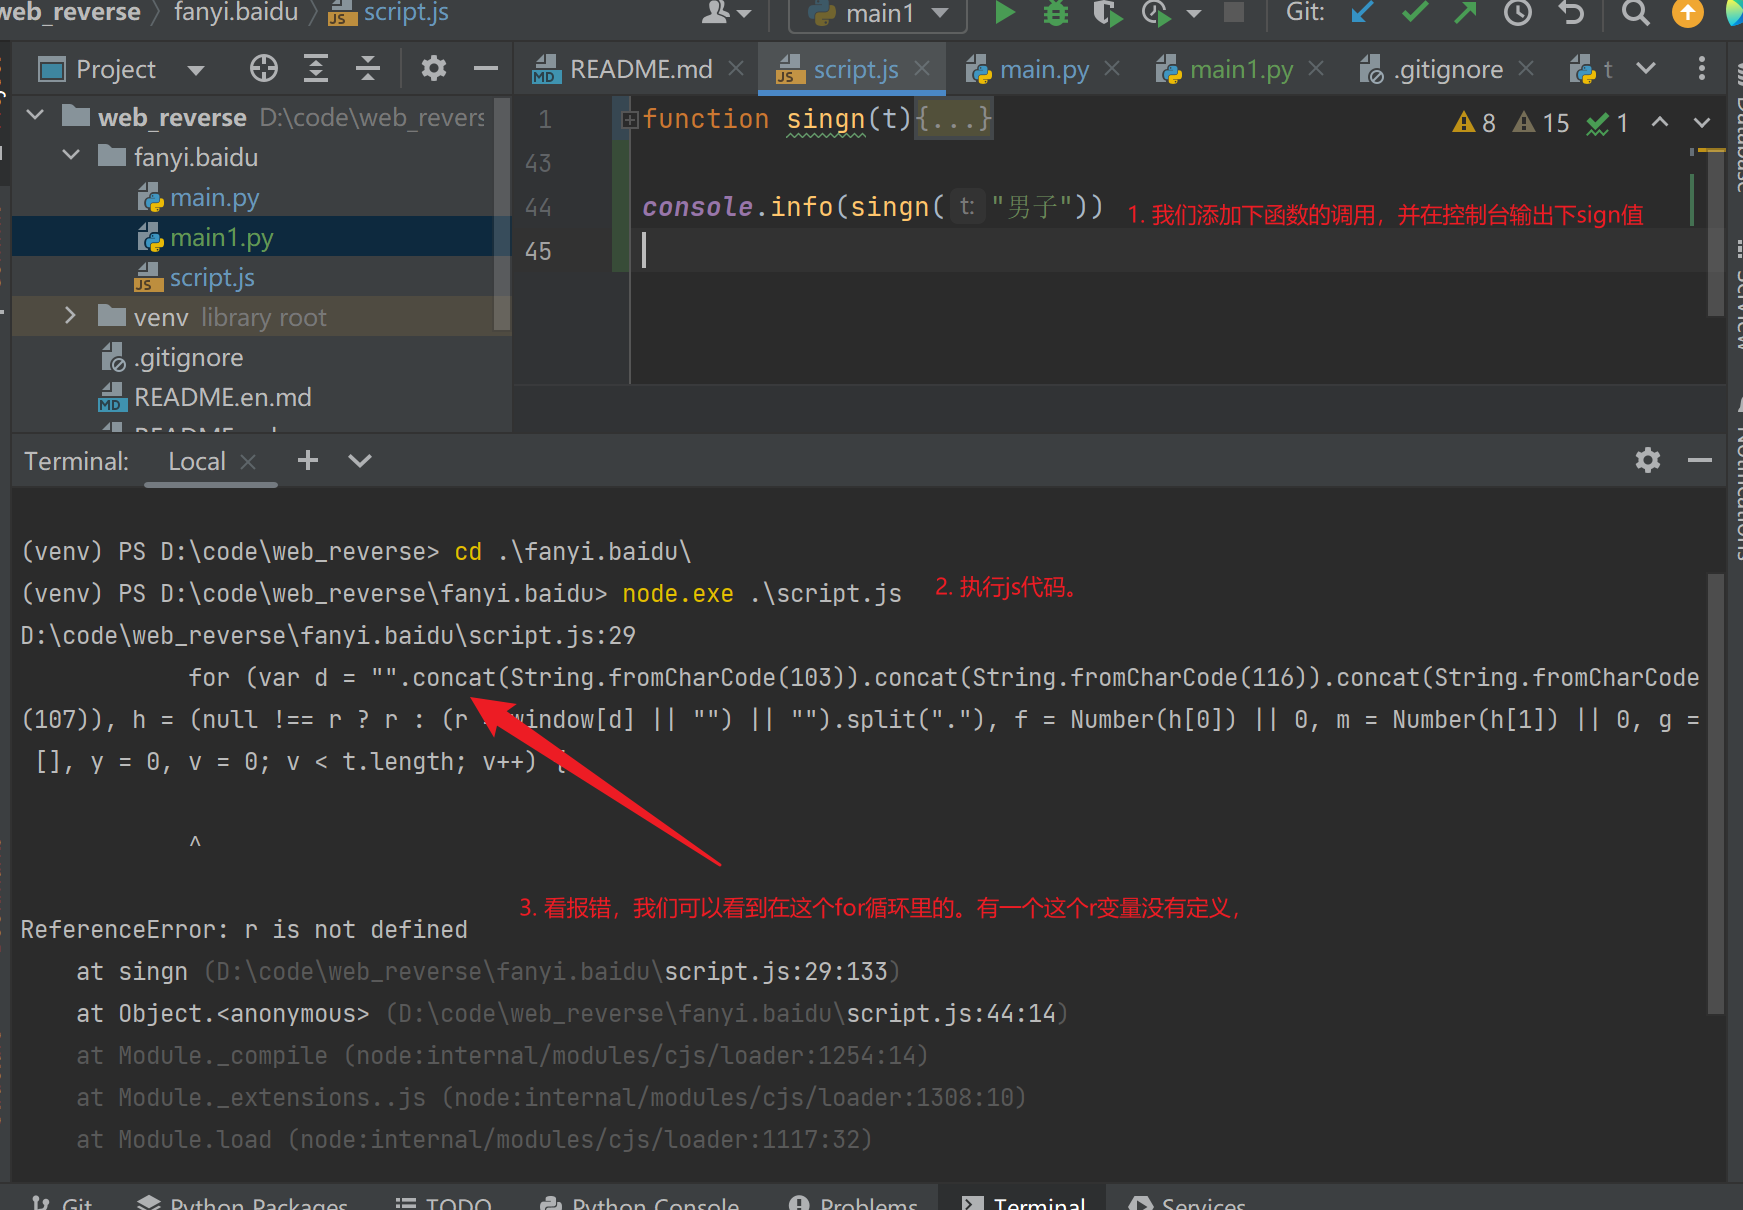 web_reverse fanyi.baidu script.js main1 Git:
Project README.md script.js main.py main1.py .gitignore t
web_reverse D:\code\web_revers
fanyi.baidu
main.py
main1.py
script.js
venv library root
.gitignore
README.en.md
1 function singn(t){...} 8 15 1
43
44 console.info(singn( t: "男子")) 1. 我们添加下函数的调用，并在控制台输出下sign值
45
Database
SciView
Notifications
Terminal: Local
(venv) PS D:\code\web_reverse> cd .\fanyi.baidu\
(venv) PS D:\code\web_reverse\fanyi.baidu> node.exe .\script.js 2. 执行js代码。
D:\code\web_reverse\fanyi.baidu\script.js:29
for (var d = "".concat(String.fromCharCode(103)).concat(String.fromCharCode(116)).concat(String.fromCharCode
(107)), h = (null !== r ? r : (r = window[d] || "") || "").split("."), f = Number(h[0]) || 0, m = Number(h[1]) || 0, g =
[], y = 0, v = 0; v < t.length; v++) {
^
3. 看报错，我们可以看到在这个for循环里的。有一个这个r变量没有定义，
ReferenceError: r is not defined
at singn (D:\code\web_reverse\fanyi.baidu\script.js:29:133)
at Object.<anonymous> (D:\code\web_reverse\fanyi.baidu\script.js:44:14)
at Module._compile (node:internal/modules/cjs/loader:1254:14)
at Module._extensions..js (node:internal/modules/cjs/loader:1308:10)
at Module.load (node:internal/modules/cjs/loader:1117:32)
Git Python Packages TODO Python Console Problems Terminal Services